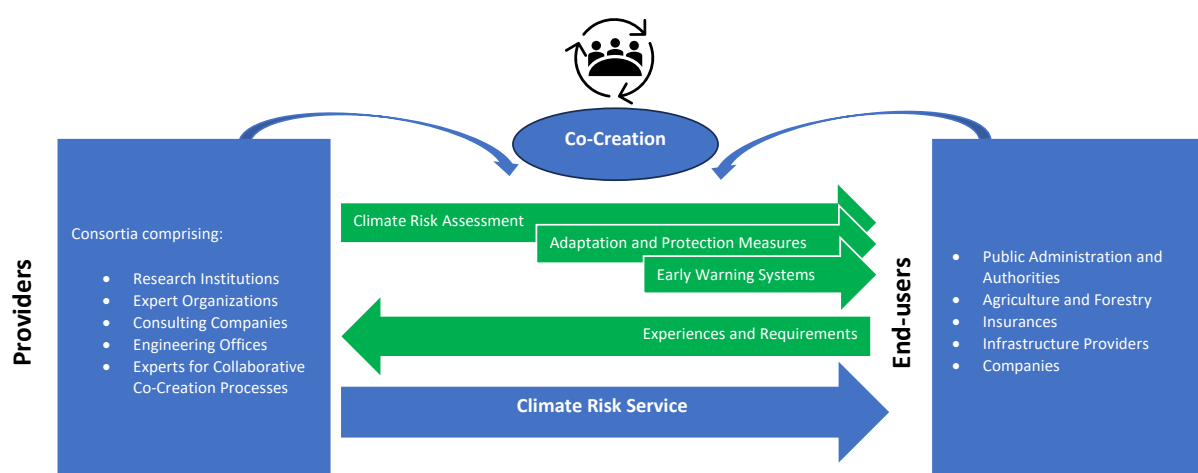 Co-Creation
Providers
Consortia comprising:
• Research Institutions
• Expert Organizations
• Consulting Companies
• Engineering Offices
• Experts for Collaborative
Co-Creation Processes
Climate Risk Assessment
Adaptation and Protection Measures
Early Warning Systems
Experiences and Requirements
Climate Risk Service
End-users
• Public Administration and
Authorities
• Agriculture and Forestry
• Insurances
• Infrastructure Providers
• Companies